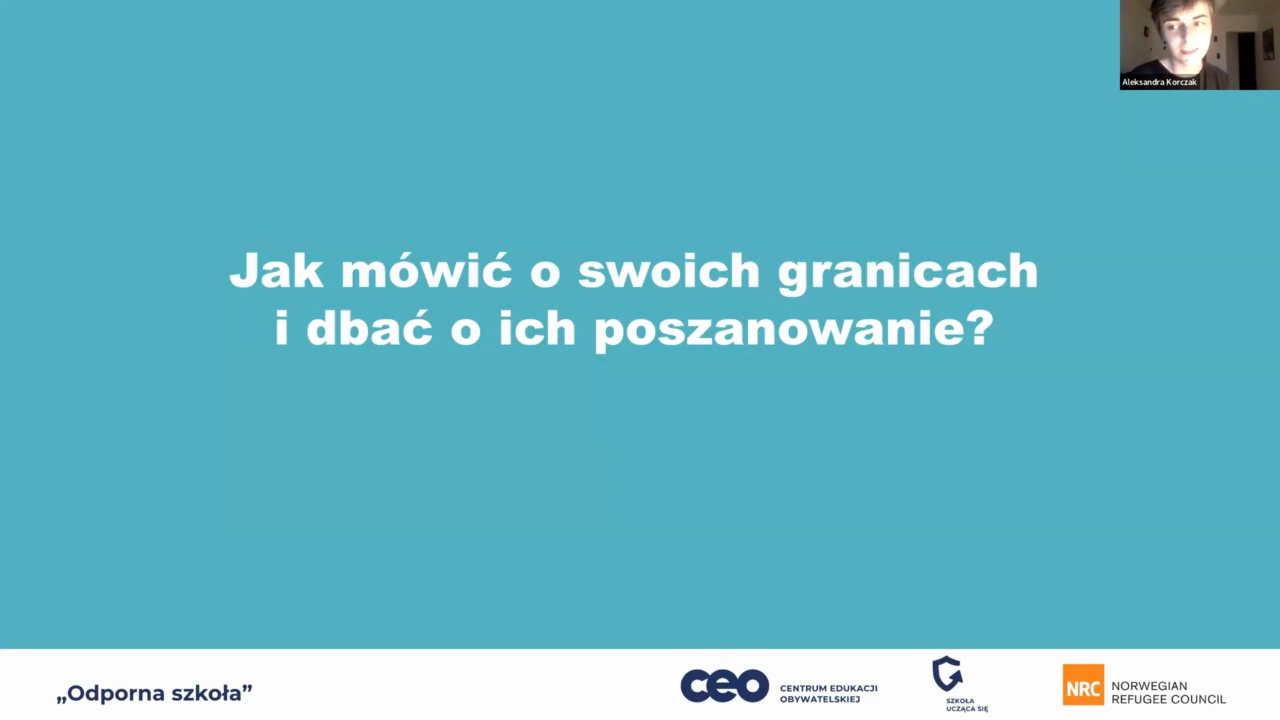 Aleksandra Korczak
Jak mówić o swoich granicach
i dbać o ich poszanowanie?
„Odporna szkoła”
ceo
CENTRUM EDUKACJI
OBYWATELSKIEJ
SZKOŁA
UCZĄCA SIĘ
NRC
NORWEGIAN
REFUGEE COUNCIL